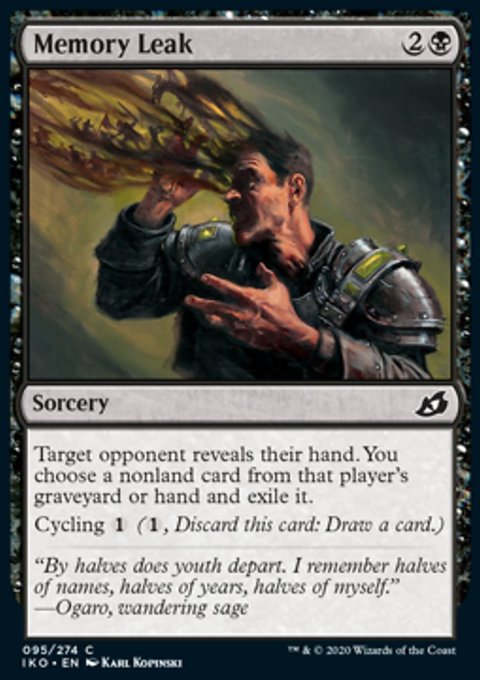 Memory Leak 2
Sorcery
Target opponent reveals their hand. You
choose a nonland card from that player's
graveyard or hand and exile it.
Cycling 1 (1, Discard this card: Draw a card.)
“By halves does youth depart. I remember halves
of names, halves of years, halves of myself.”
—Ogaro, wandering sage
095/274 C
IKO • EN Karl Kopinski
™ & © 2020 Wizards of the Coast